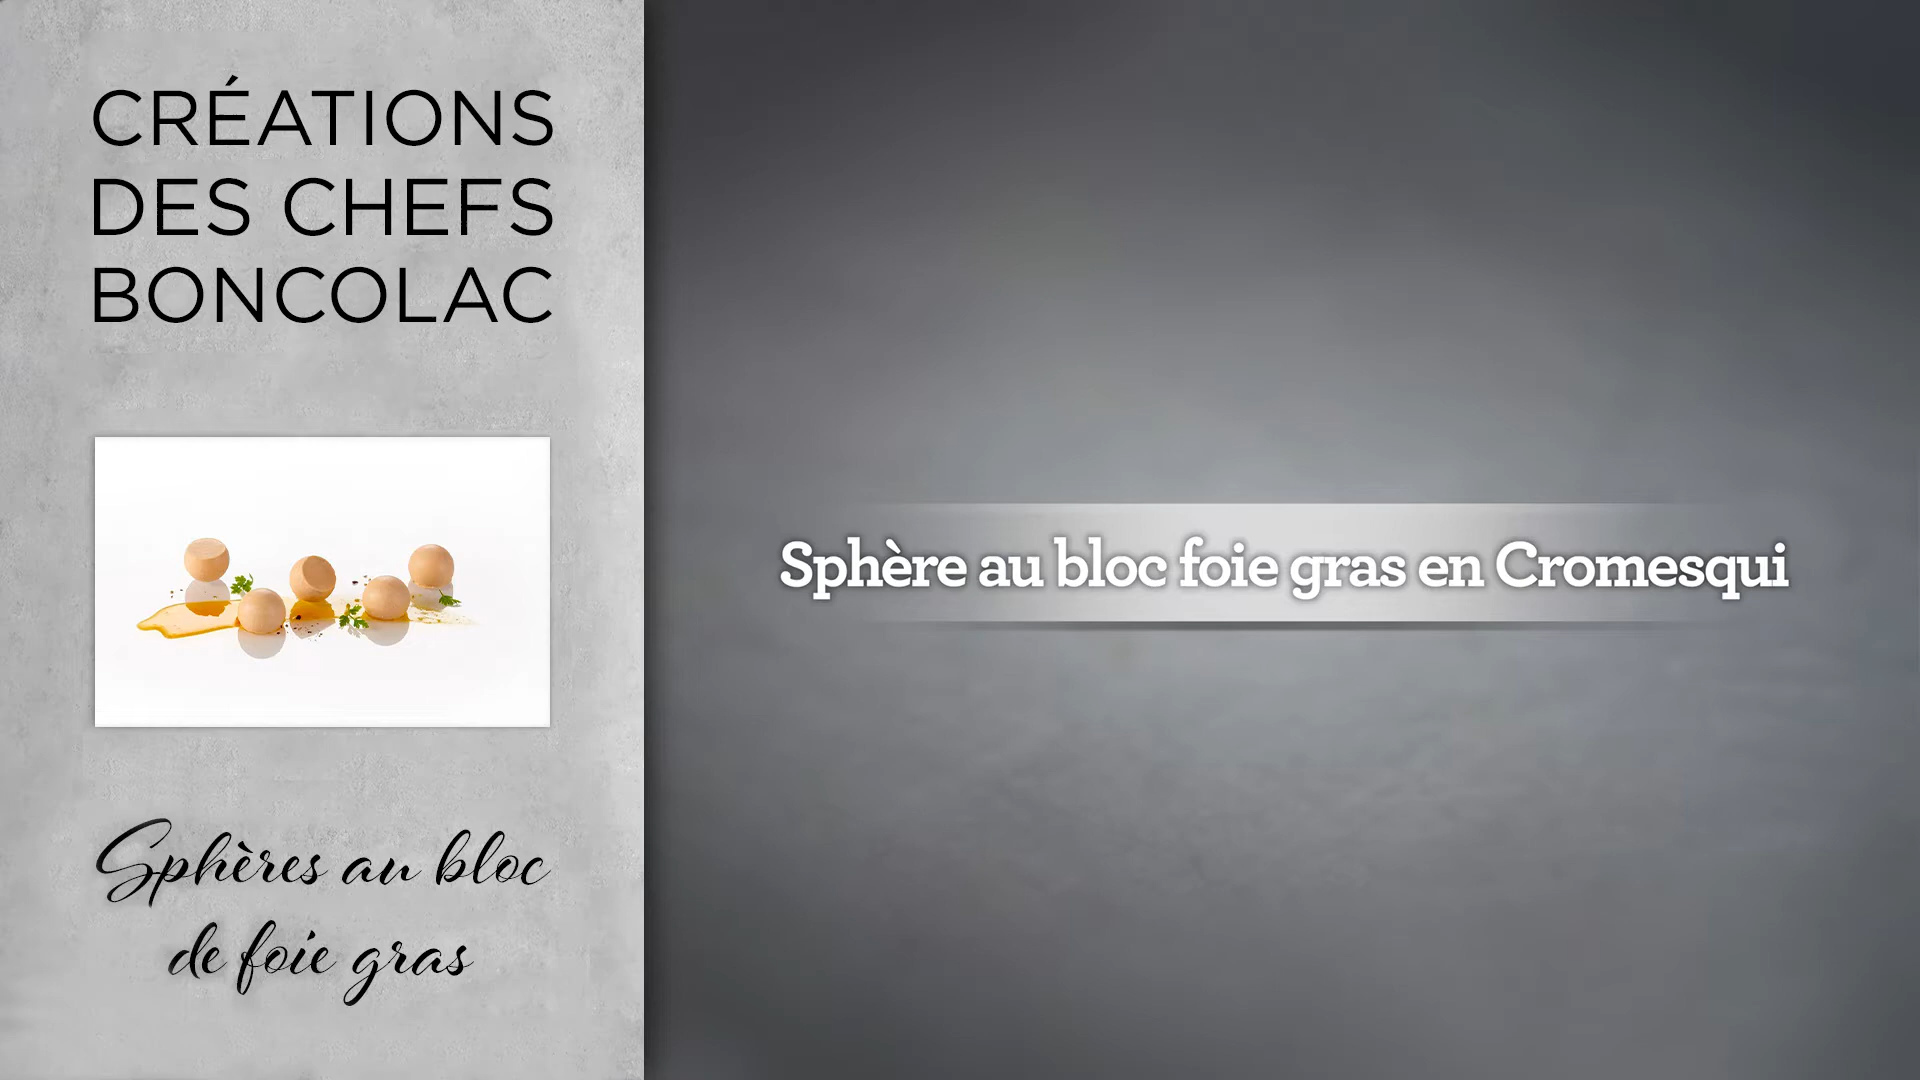 CRÉATIONS
DES CHEFS
BONCOLAC
Sphères au bloc
de foie gras
Sphère au bloc foie gras en Cromesqui